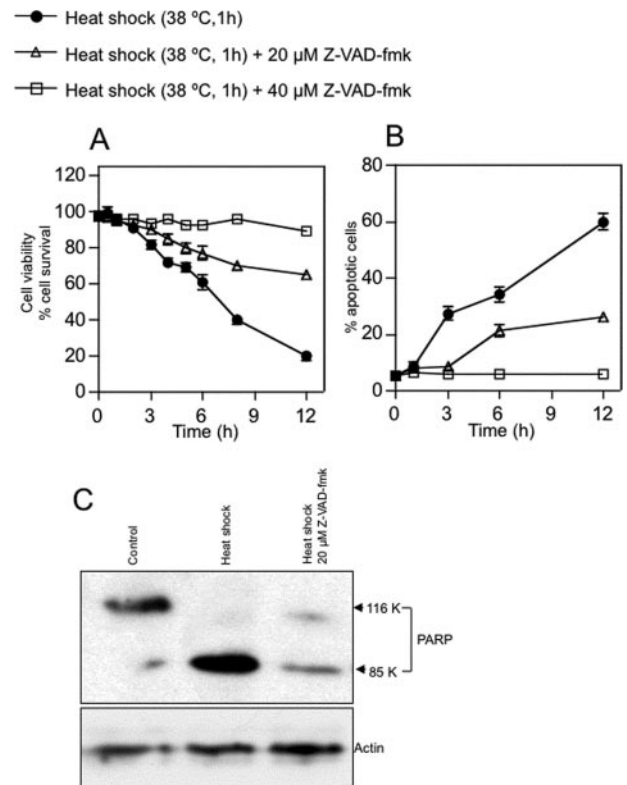 Heat shock (38 ºC,1h)
Heat shock (38 ºC, 1h) + 20 µM Z-VAD-fmk
Heat shock (38 ºC, 1h) + 40 µM Z-VAD-fmk
A
120
100
80
60
40
20
0
Cell viability
% cell survival
0 3 6 9 12
Time (h)
B
80
60
40
20
0
% apoptotic cells
0 3 6 9 12
Time (h)
C
Control
Heat shock
Heat shock
20 µM Z-VAD-fmk
116 K
PARP
85 K
Actin